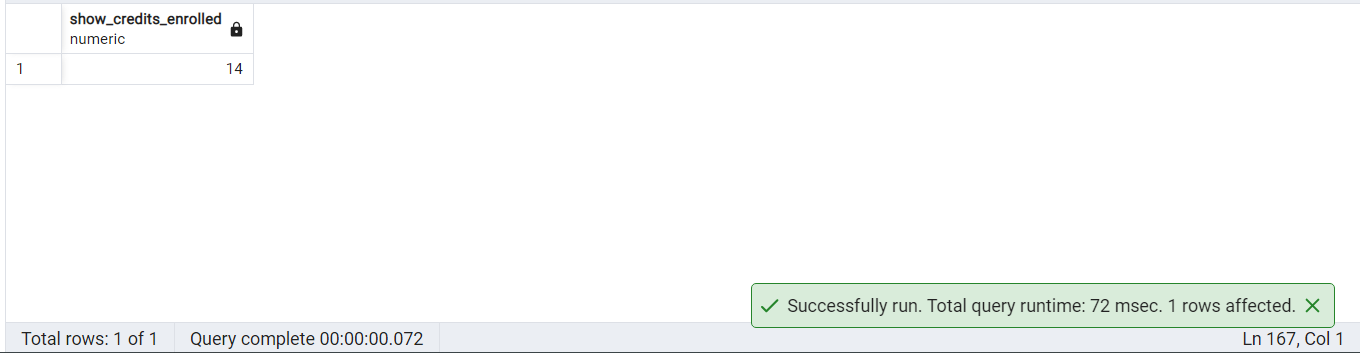 show_credits_enrolled
numeric
1 14
Successfully run. Total query runtime: 72 msec. 1 rows affected.
Total rows: 1 of 1 Query complete 00:00:00.072 Ln 167, Col 1